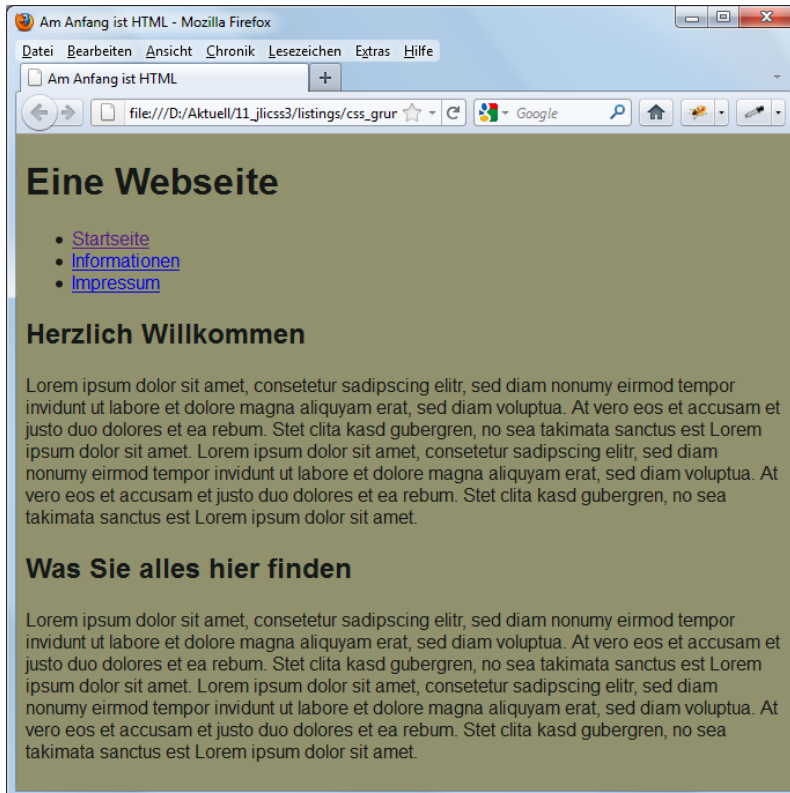 Am Anfang ist HTML - Mozilla Firefox
Datei Bearbeiten Ansicht Chronik Lesezeichen Extras Hilfe
Am Anfang ist HTML
file:///D:/Aktuell/11_jlicss3/listings/css_grur Google
Eine Webseite
Startseite
Informationen
Impressum
Herzlich Willkommen
Lorem ipsum dolor sit amet, consetetur sadipscing elitr, sed diam nonumy eirmod tempor
invidunt ut labore et dolore magna aliquyam erat, sed diam voluptua. At vero eos et accusam et
justo duo dolores et ea rebum. Stet clita kasd gubergren, no sea takimata sanctus est Lorem
ipsum dolor sit amet. Lorem ipsum dolor sit amet, consetetur sadipscing elitr, sed diam
nonumy eirmod tempor invidunt ut labore et dolore magna aliquyam erat, sed diam voluptua. At
vero eos et accusam et justo duo dolores et ea rebum. Stet clita kasd gubergren, no sea
takimata sanctus est Lorem ipsum dolor sit amet.
Was Sie alles hier finden
Lorem ipsum dolor sit amet, consetetur sadipscing elitr, sed diam nonumy eirmod tempor
invidunt ut labore et dolore magna aliquyam erat, sed diam voluptua. At vero eos et accusam et
justo duo dolores et ea rebum. Stet clita kasd gubergren, no sea takimata sanctus est Lorem
ipsum dolor sit amet. Lorem ipsum dolor sit amet, consetetur sadipscing elitr, sed diam
nonumy eirmod tempor invidunt ut labore et dolore magna aliquyam erat, sed diam voluptua. At
vero eos et accusam et justo duo dolores et ea rebum. Stet clita kasd gubergren, no sea
takimata sanctus est Lorem ipsum dolor sit amet.